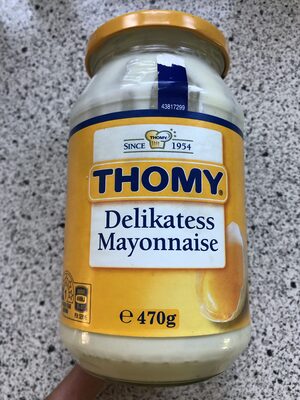 43817299
THOMY
SINCE 1954
THOMY®
Delikatess
Mayonnaise
℮ 470g